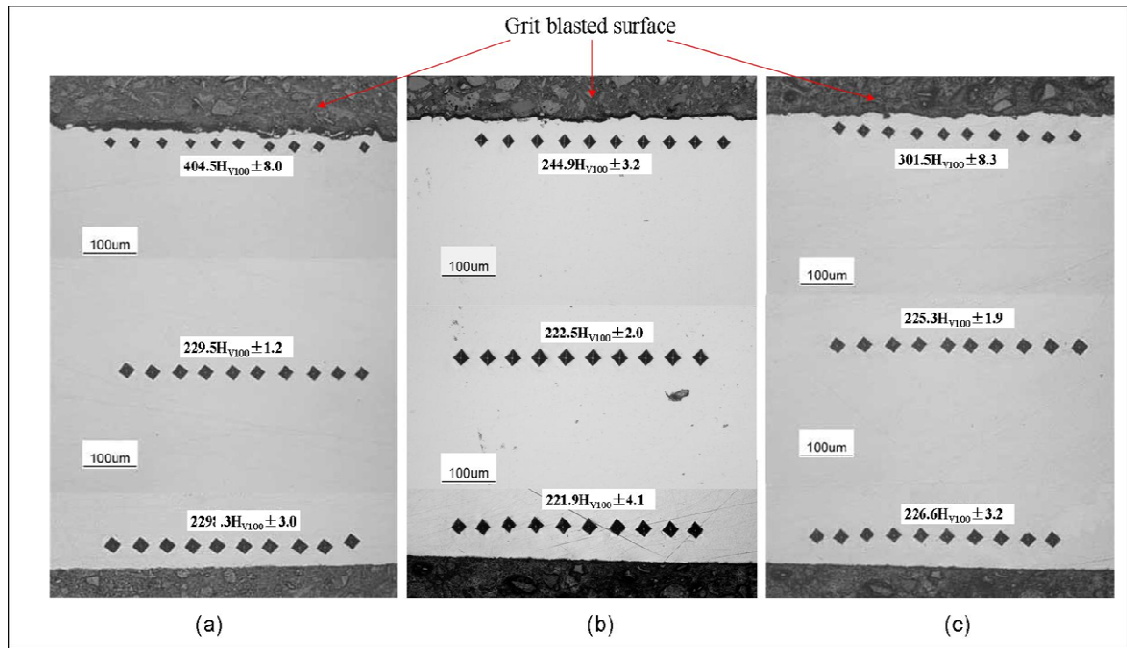 Grit blasted surface
404.5HV100±8.0
100um
229.5HV100±1.2
100um
2298.3HV100±3.0
244.9HV100±3.2
100um
222.5HV100±2.0
100um
221.9HV100±4.1
301.5HV100±8.3
100um
225.3HV100±1.9
100um
226.6HV100±3.2
(a)
(b)
(c)